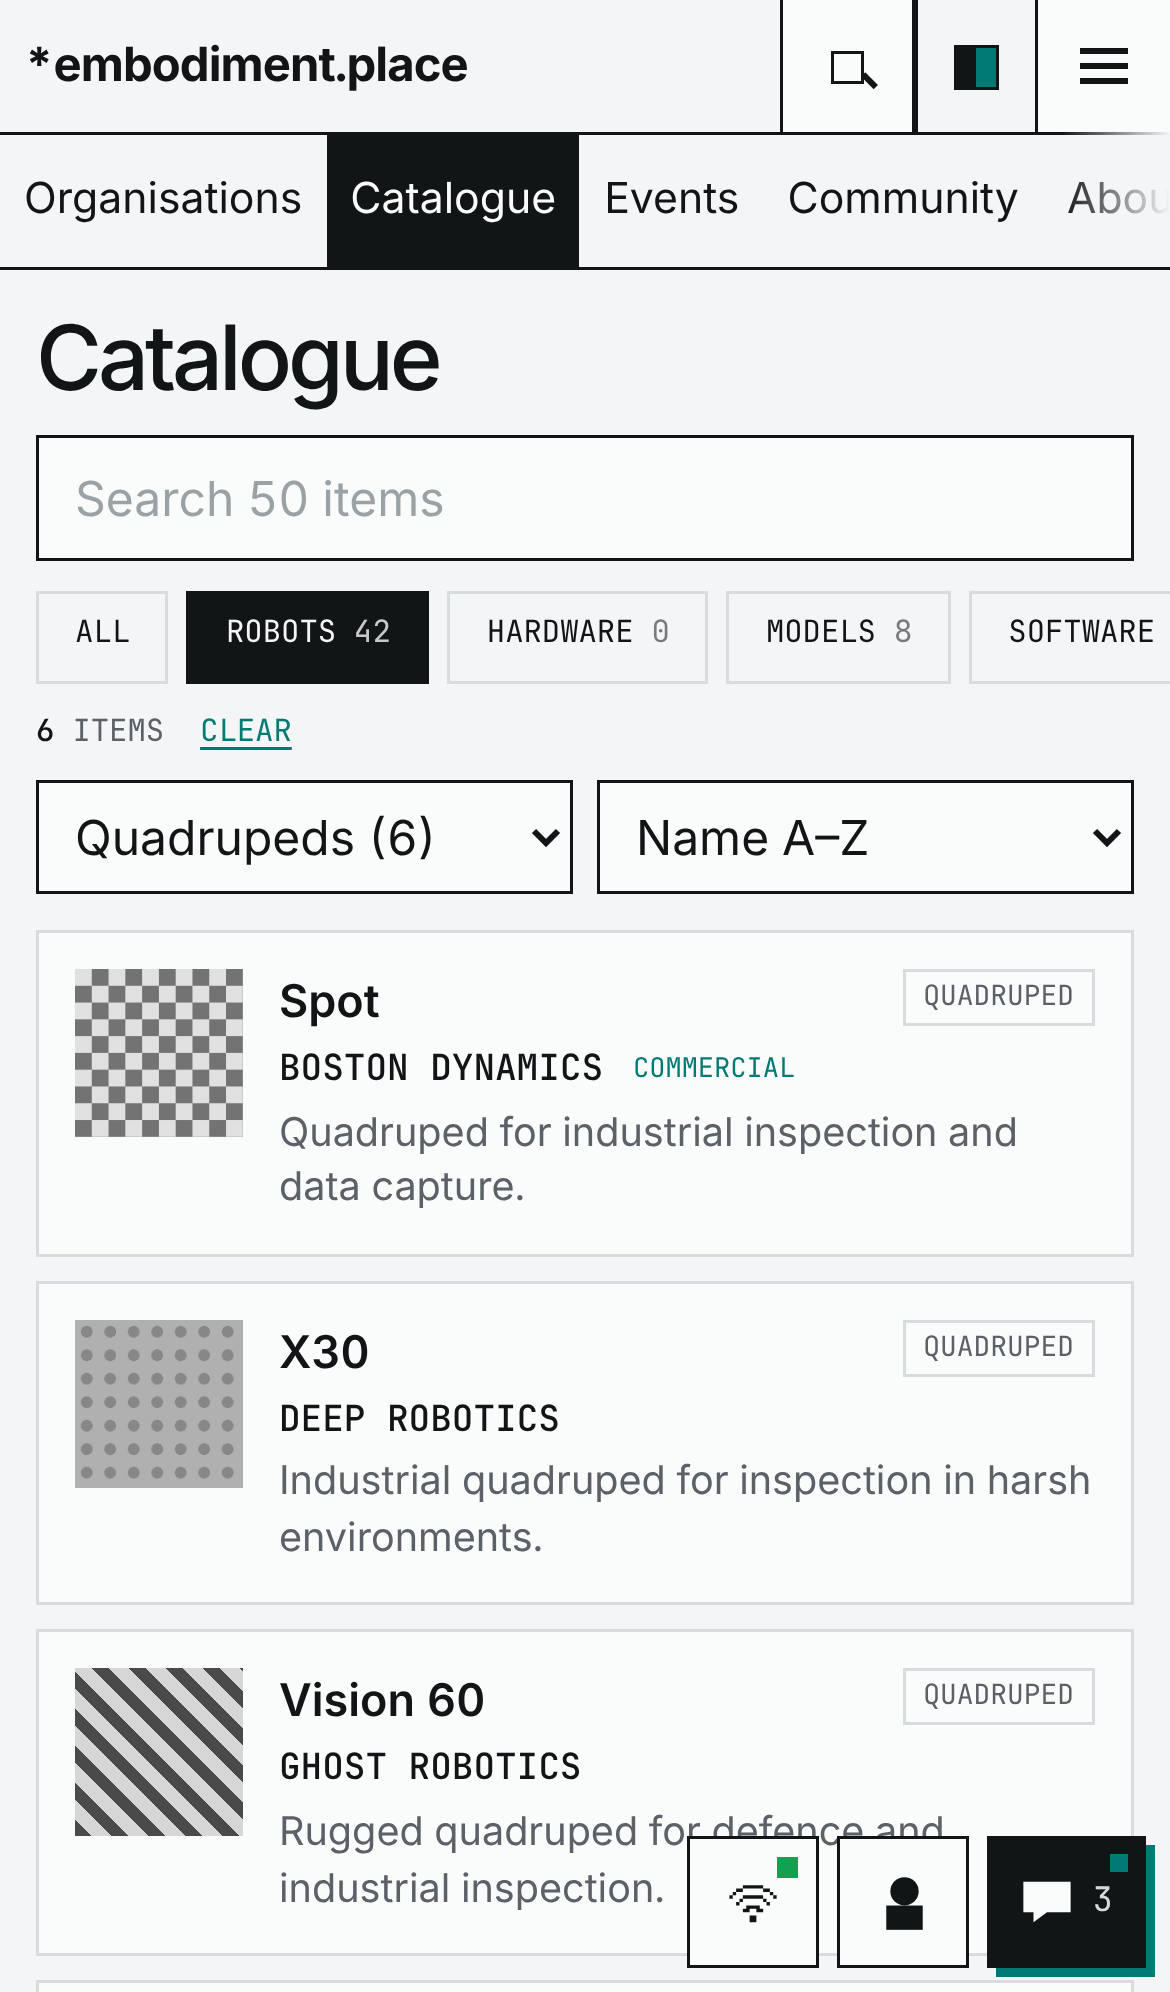 *embodiment.place
Organisations Catalogue Events Community Abou
Catalogue
Search 50 items
ALL ROBOTS 42 HARDWARE 0 MODELS 8 SOFTWARE
6 ITEMS CLEAR
Quadrupeds (6) Name A–Z
Spot QUADRUPED
BOSTON DYNAMICS COMMERCIAL
Quadruped for industrial inspection and
data capture.
X30 QUADRUPED
DEEP ROBOTICS
Industrial quadruped for inspection in harsh
environments.
Vision 60 QUADRUPED
GHOST ROBOTICS
Rugged quadruped for defence and
industrial inspection.
3